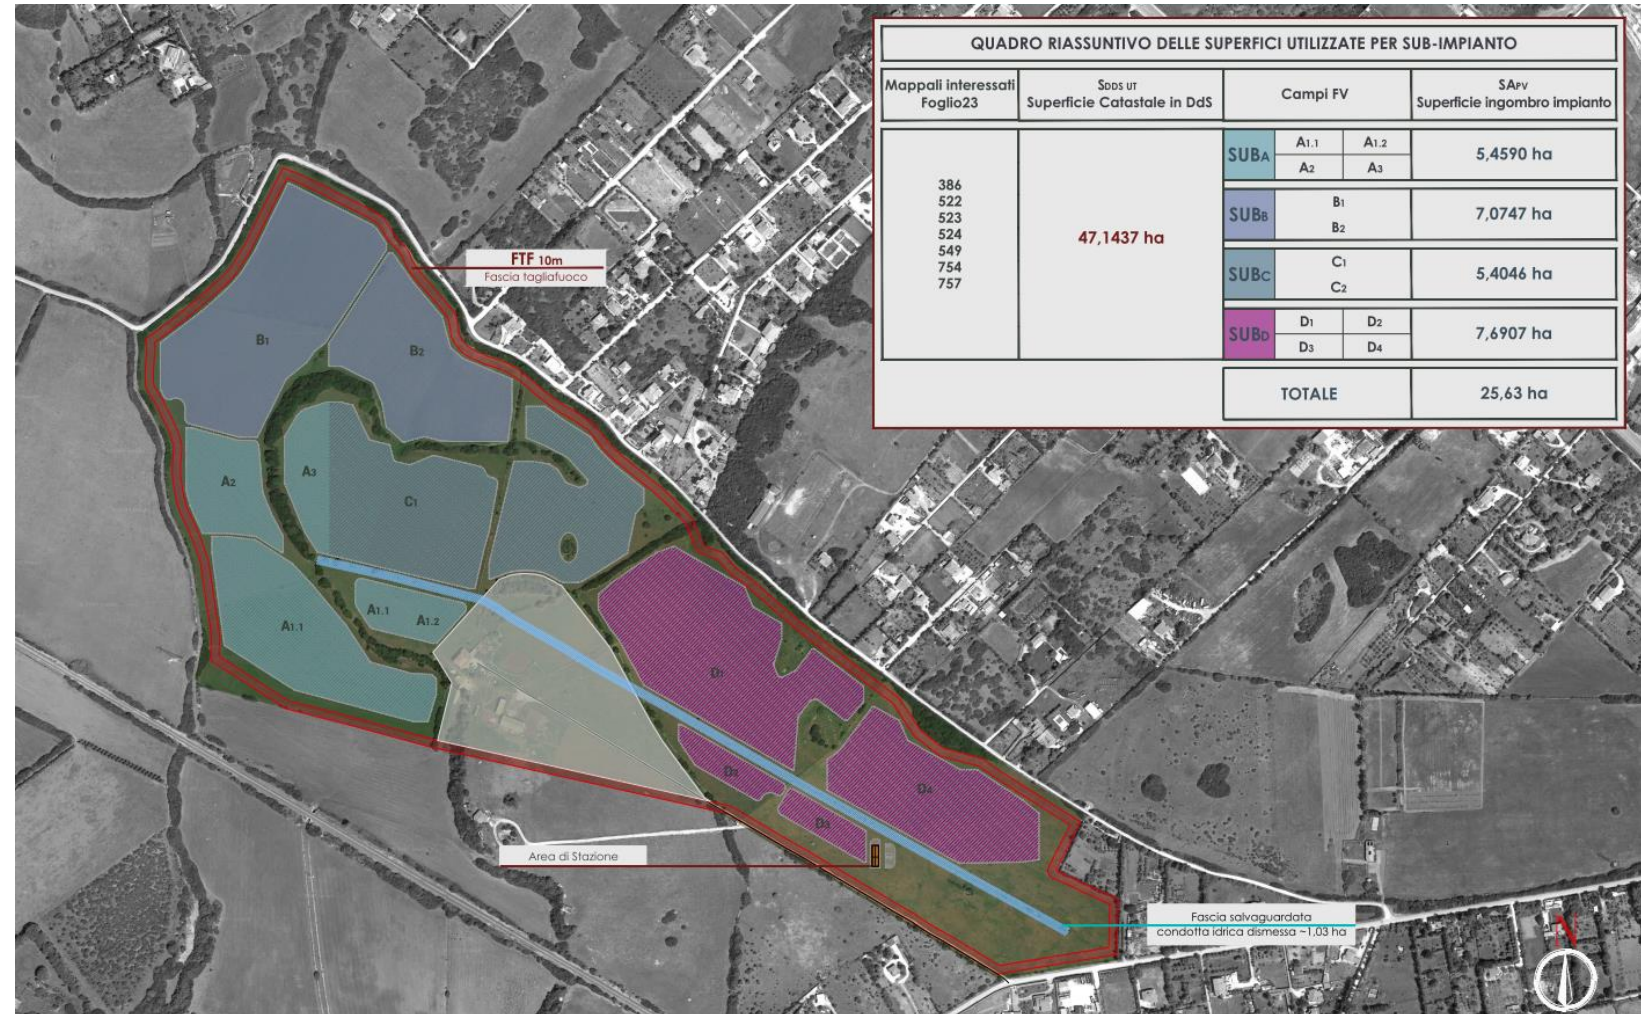 QUADRO RIASSUNTIVO DELLE SUPERFICI UTILIZZATE PER SUB-IMPIANTO
Mappali interessati
Foglio23
SDDS UT
Superficie Catastale in DdS
Campi FV
SAPV
Superficie ingombro impianto
386
522
523
524
549
754
757
47,1437 ha
SUBA
A1.1
A1.2
A2
A3
5,4590 ha
SUBB
B1
B2
7,0747 ha
SUBC
C1
C2
5,4046 ha
SUBD
D1
D2
D3
D4
7,6907 ha
TOTALE
25,63 ha
FTF 10m
Fascia tagliafuoco
B1
B2
A2
A3
C1
A1.1
A1.1
A1.2
D1
D2
D3
D4
Area di Stazione
Fascia salvaguardata
condotta idrica dismessa ~1,03 ha
N